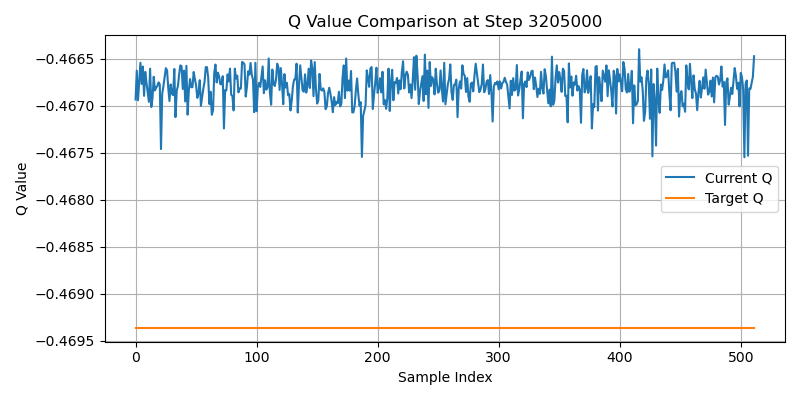 Q Value Comparison at Step 3205000
−0.4665
−0.4670
−0.4675
−0.4680
−0.4685
−0.4690
−0.4695
Q Value
Current Q
Target Q
0 100 200 300 400 500
Sample Index